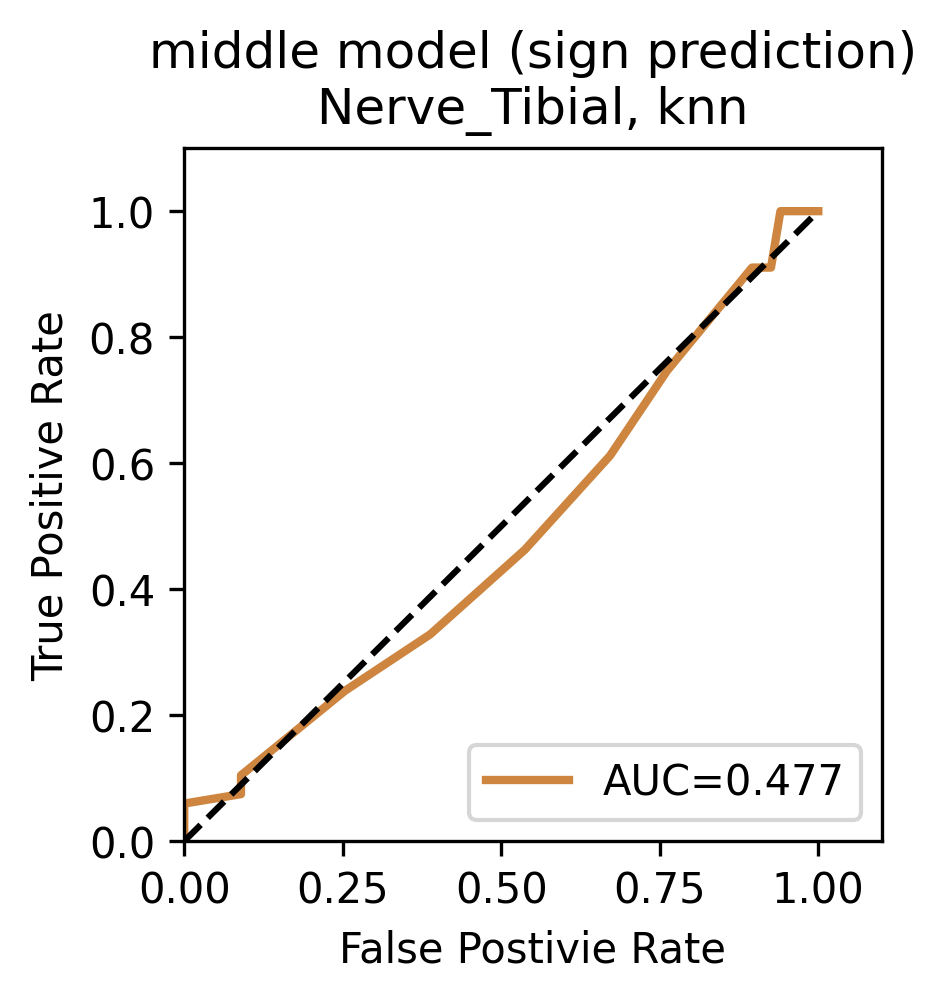 middle model (sign prediction)
Nerve_Tibial, knn
True Positive Rate
1.0
0.8
0.6
0.4
0.2
0.0
AUC=0.477
0.00 0.25 0.50 0.75 1.00
False Postivie Rate